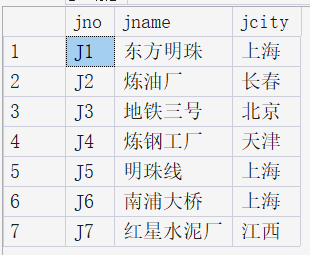 jno jname jcity
1 J1 东方明珠 上海
2 J2 炼油厂 长春
3 J3 地铁三号 北京
4 J4 炼钢工厂 天津
5 J5 明珠线 上海
6 J6 南浦大桥 上海
7 J7 红星水泥厂 江西